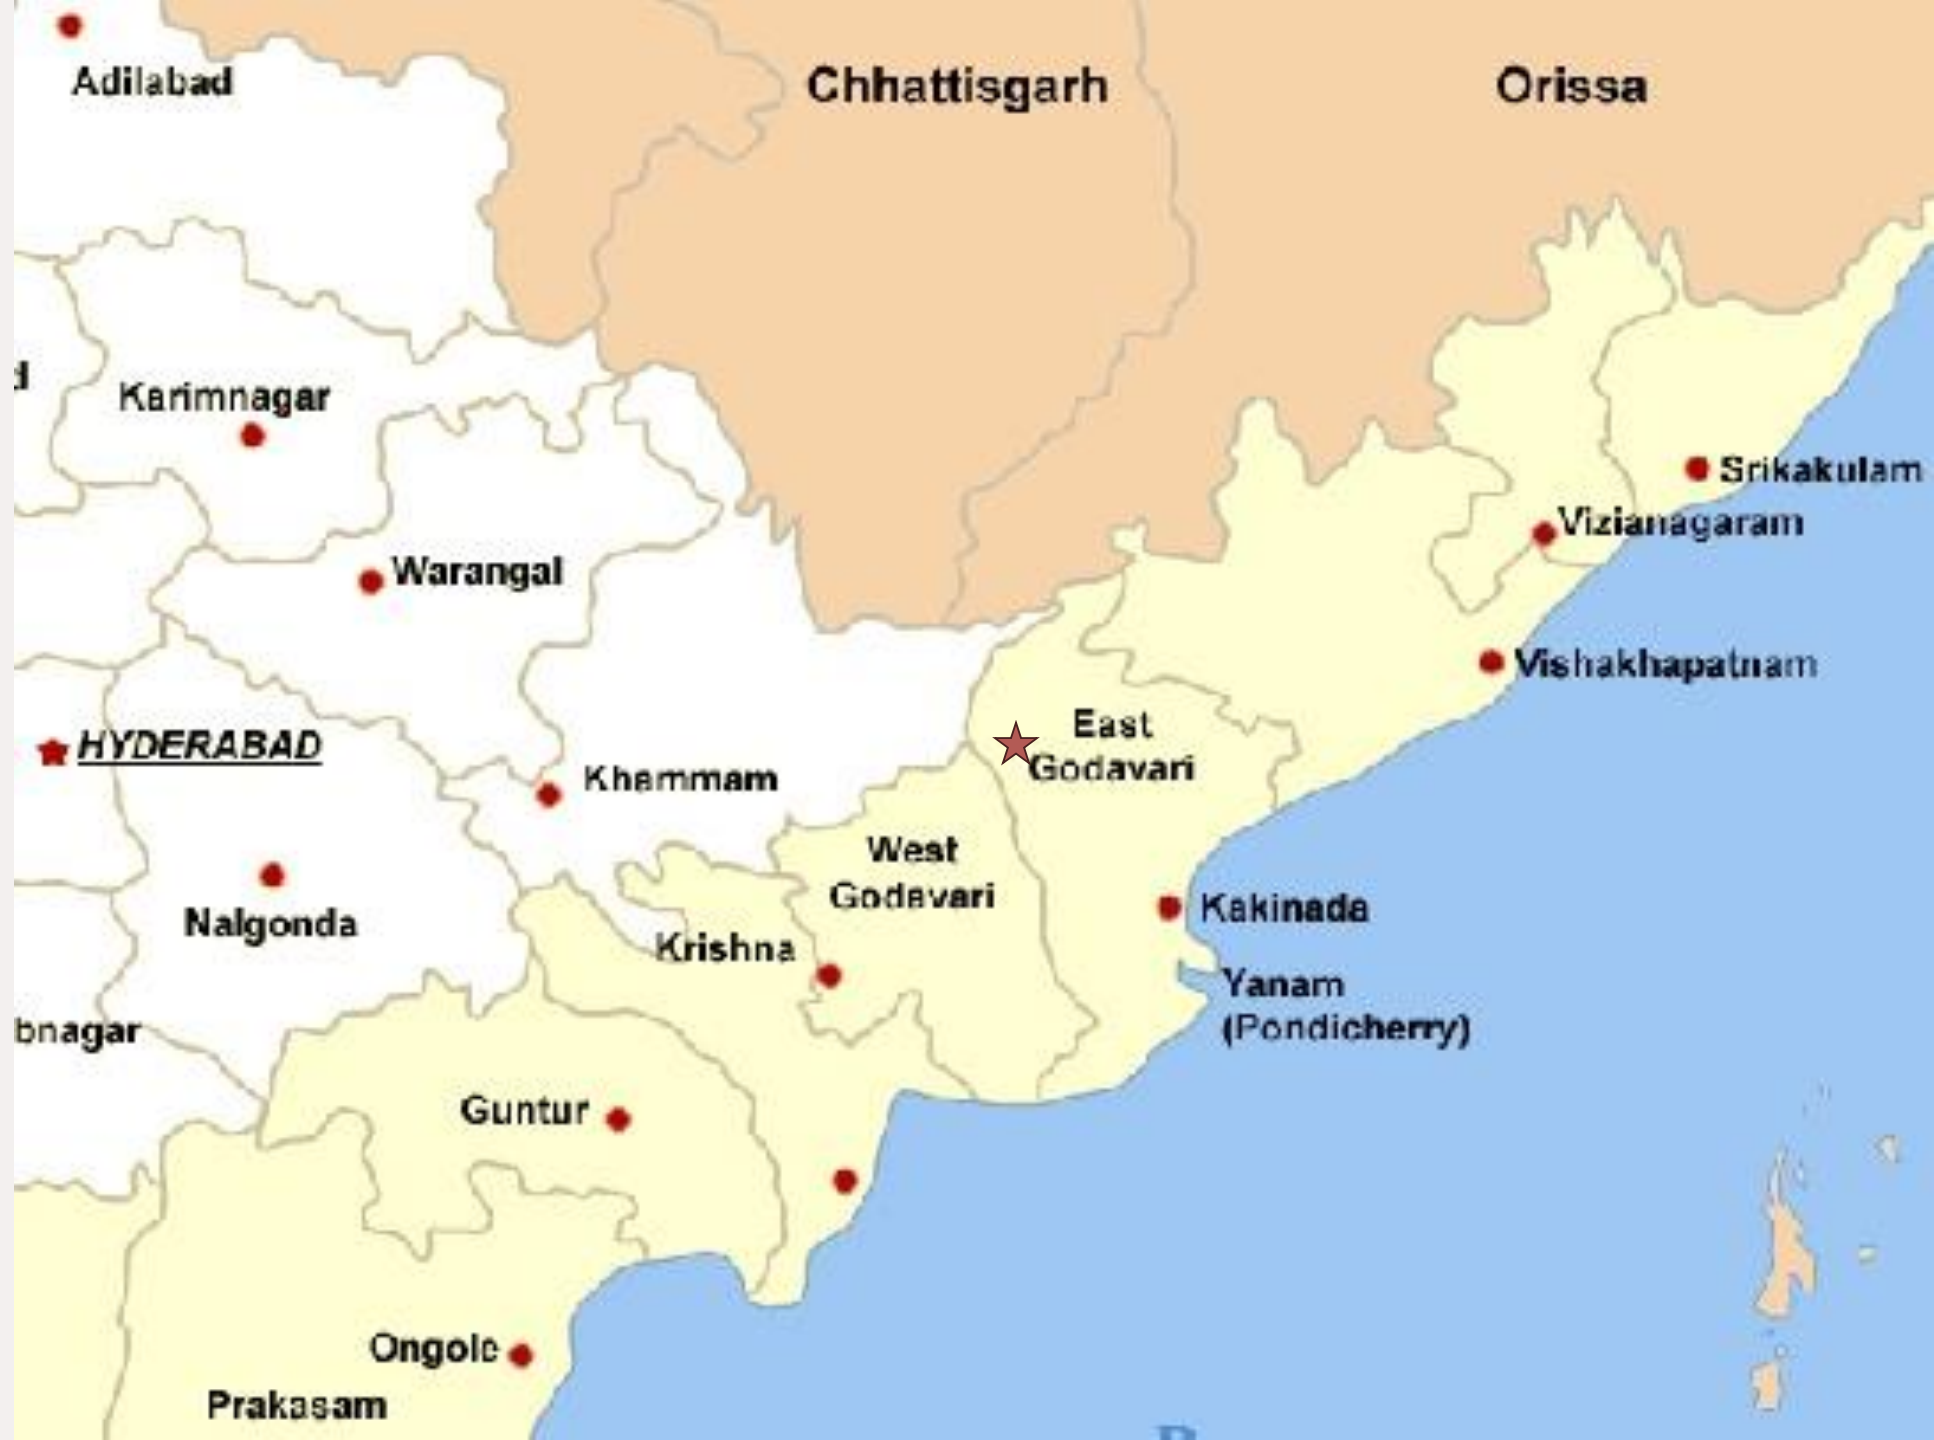 Adilabad
Chhattisgarh
Orissa
Karimnagar
Srikakulam
Vizianagaram
Warangal
Vishakhapatnam
East
Godavari
HYDERABAD
Khammam
West
Godavari
Kakinada
Nalgonda
Krishna
Yanam
(Pondicherry)
bnagar
Guntur
Ongole
Prakasam